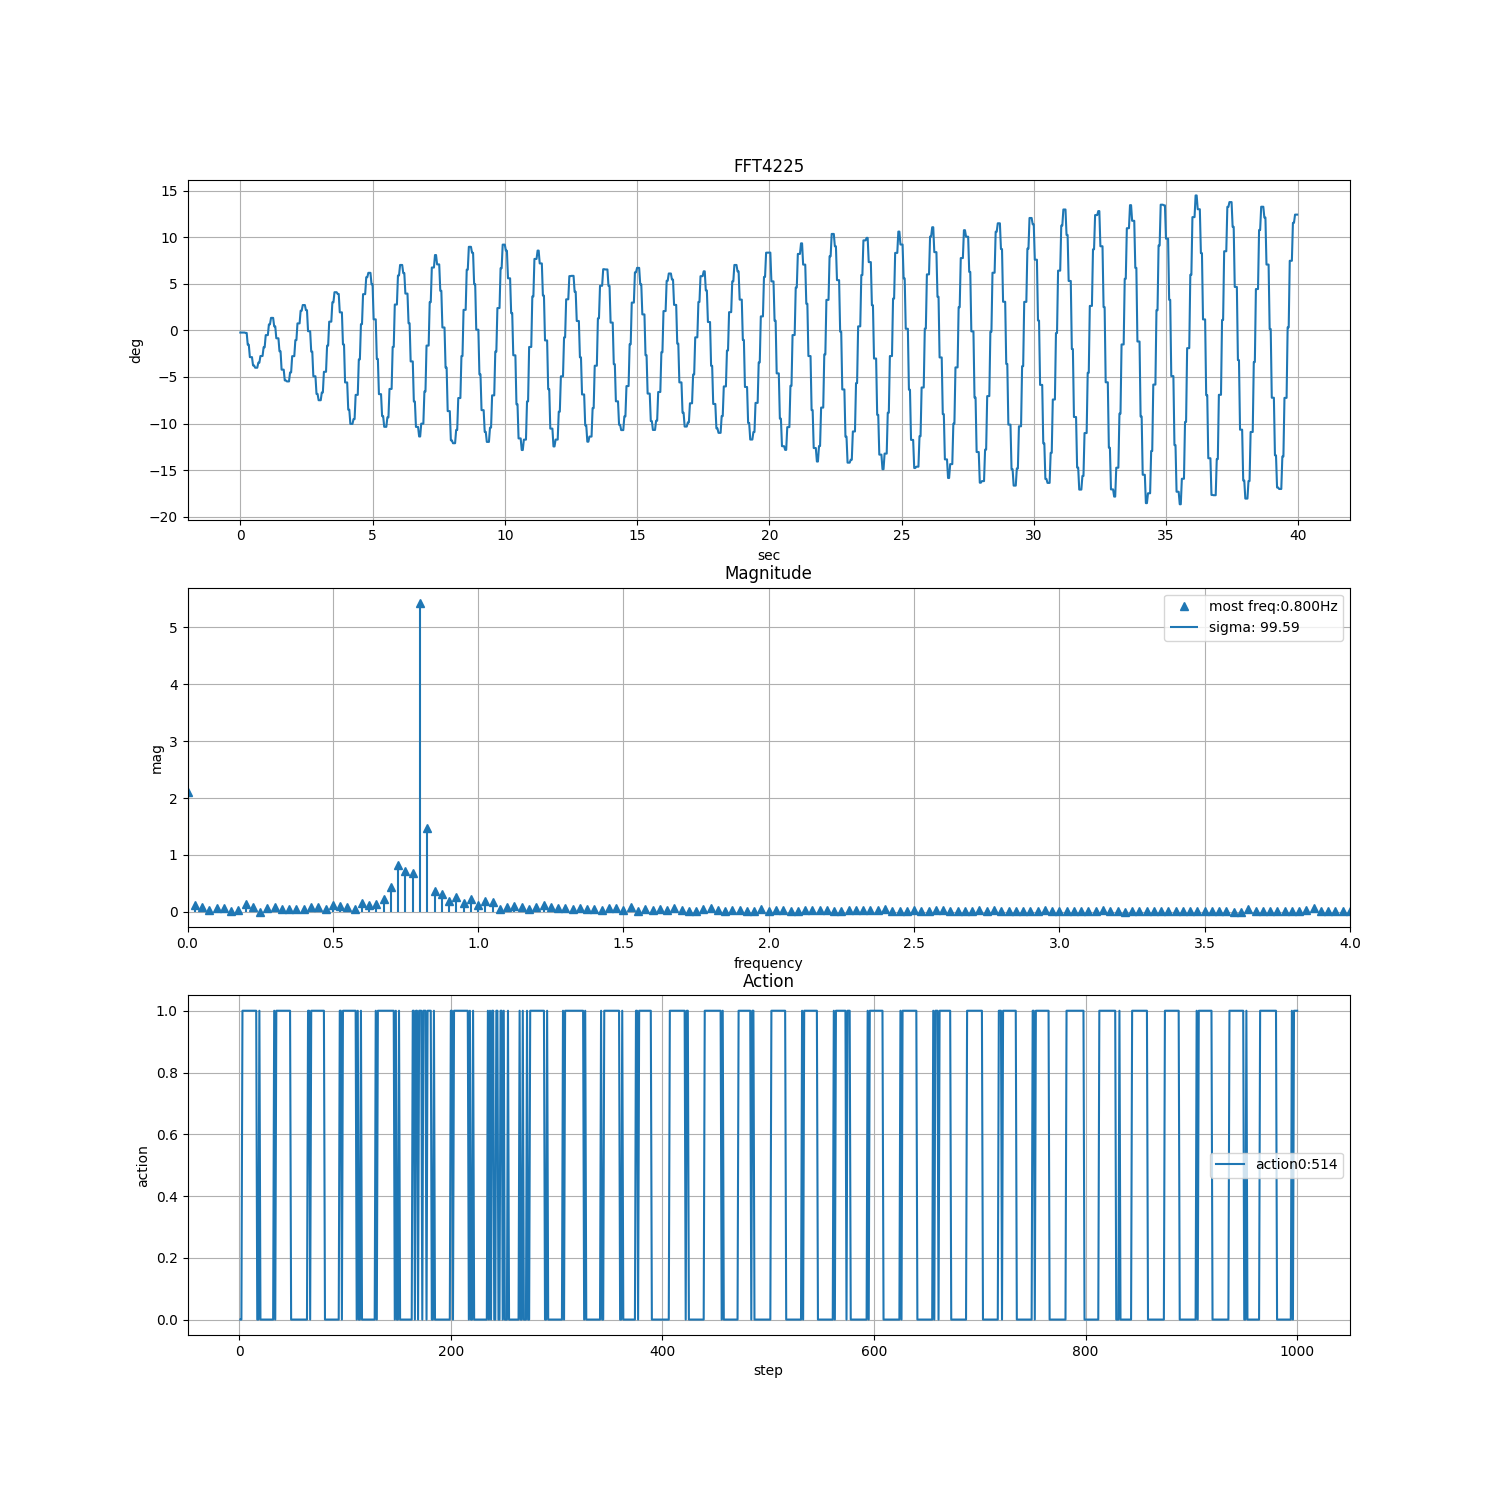 FFT4225
15
10
5
0
−5
−10
−15
−20
deg
0 5 10 15 20 25 30 35 40
sec
Magnitude
most freq:0.800Hz
sigma: 99.59
5
4
3
2
1
0
mag
0.0 0.5 1.0 1.5 2.0 2.5 3.0 3.5 4.0
frequency
Action
1.0
0.8
0.6
0.4
0.2
0.0
action
action0:514
0 200 400 600 800 1000
step